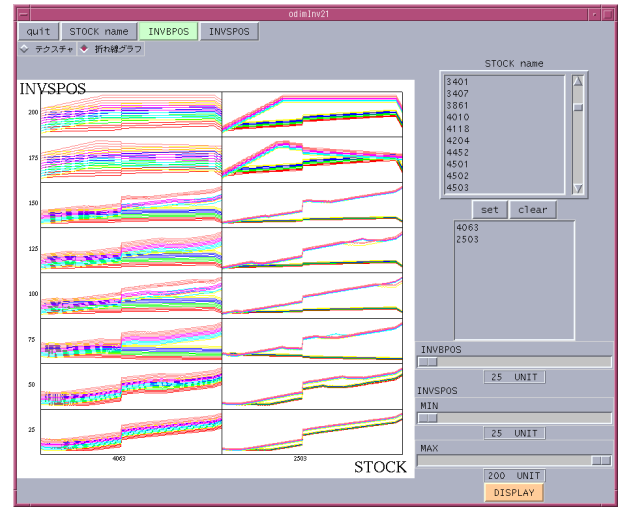 odimInv21
quit STOCK name INVBPOS INVSPOS
テクスチャ 折れ線グラフ
STOCK name
3401
3407
3861
4010
4118
4204
4452
4501
4502
4503
set clear
4063
2503
INVBPOS
25 UNIT
INVSPOS
MIN
25 UNIT
MAX
200 UNIT
DISPLAY
INVSPOS
200
175
150
125
100
75
50
25
4063 2503
STOCK